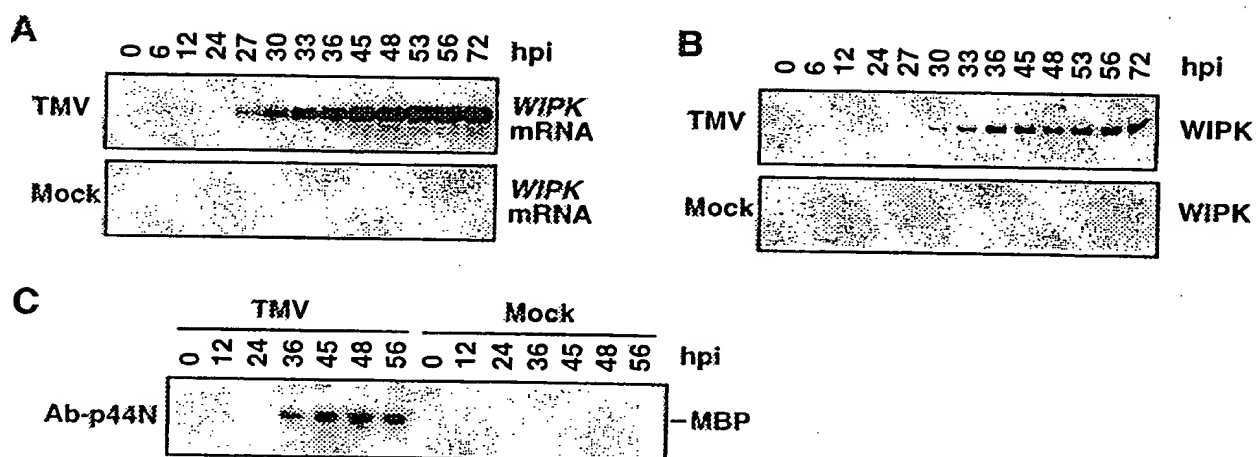 A
0 6 12 24 27 30 33 36 45 48 53 56 72 hpi
TMV
WIPK
mRNA
Mock
WIPK
mRNA
B
0 6 12 24 27 30 33 36 45 48 53 56 72 hpi
TMV
WIPK
Mock
WIPK
C
TMV Mock
0 12 24 36 45 48 56 0 12 24 36 45 48 56 hpi
Ab-p44N
–MBP